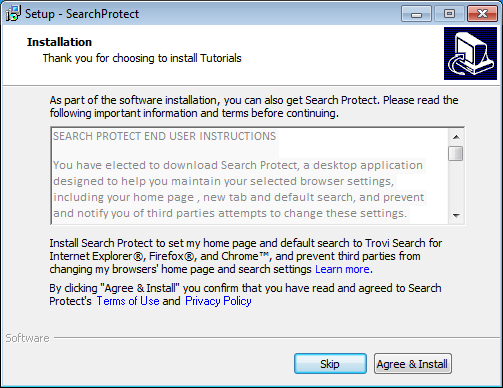 Setup - SearchProtect
Installation
Thank you for choosing to install Tutorials
As part of the software installation, you can also get Search Protect. Please read the
following important information and terms before continuing.
SEARCH PROTECT END USER INSTRUCTIONS
You have elected to download Search Protect, a desktop application
designed to help you maintain your selected browser settings,
including your home page , new tab and default search, and prevent
and notify you of third parties attempts to change these settings.
Install Search Protect to set my home page and default search to Trovi Search for
Internet Explorer®, Firefox®, and Chrome™, and prevent third parties from
changing my browsers' home page and search settings Learn more.
By clicking "Agree & Install" you confirm that you have read and agreed to Search
Protect's Terms of Use and Privacy Policy
Software
Skip
Agree & Install